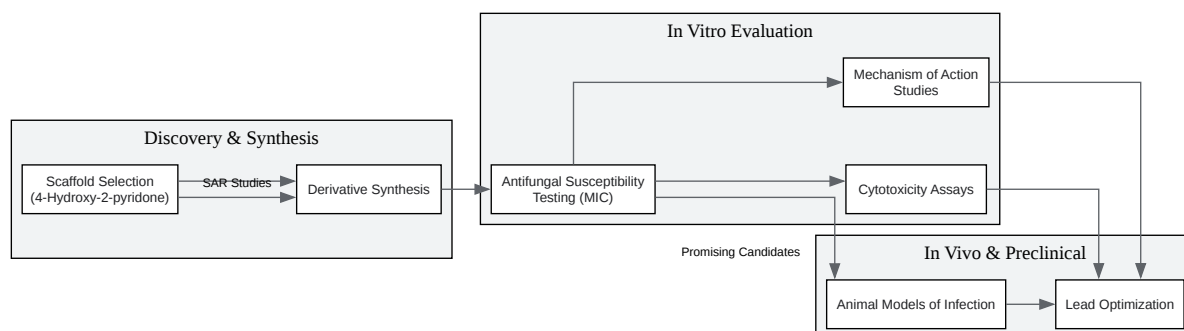 Discovery & Synthesis
Scaffold Selection
(4-Hydroxy-2-pyridone)
SAR Studies
Derivative Synthesis
In Vitro Evaluation
Mechanism of Action
Studies
Antifungal Susceptibility
Testing (MIC)
Cytotoxicity Assays
Promising Candidates
In Vivo & Preclinical
Animal Models of Infection
Lead Optimization